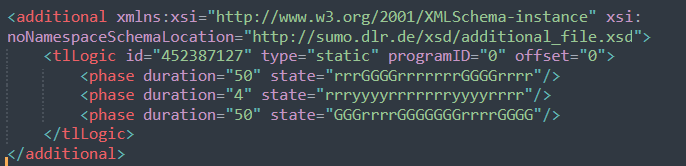 <additional xmlns:xsi="http://www.w3.org/2001/XMLSchema-instance" xsi:
noNamespaceSchemaLocation="http://sumo.dlr.de/xsd/additional_file.xsd">
<tlLogic id="452387127" type="static" programID="0" offset="0">
<phase duration="50" state="rrrGGGGrrrrrrrGGGGrrrr"/>
<phase duration="4" state="rrryyyyrrrrrrryyyyrrrr"/>
<phase duration="50" state="GGGrrrrGGGGGGGrrrrGGGG"/>
</tlLogic>
</additional>